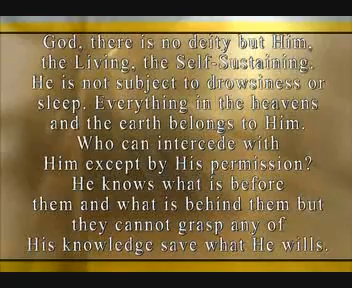 God, there is no deity but Him,
the Living, the Self-Sustaining.
He is not subject to drowsiness or
sleep. Everything in the heavens
and the earth belongs to Him.
Who can intercede with
Him except by His permission?
He knows what is before
them and what is behind them but
they cannot grasp any of
His knowledge save what He wills.